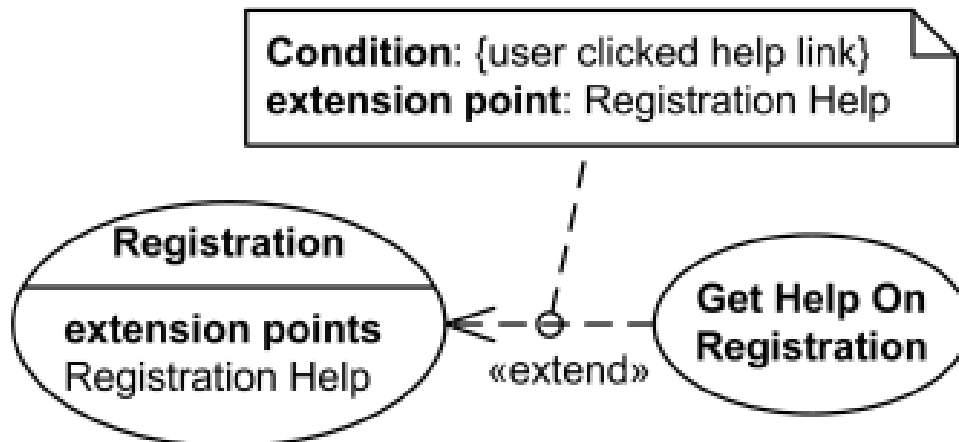 Condition: {user clicked help link}
extension point: Registration Help
Registration
extension points
Registration Help
«extend»
Get Help On
Registration